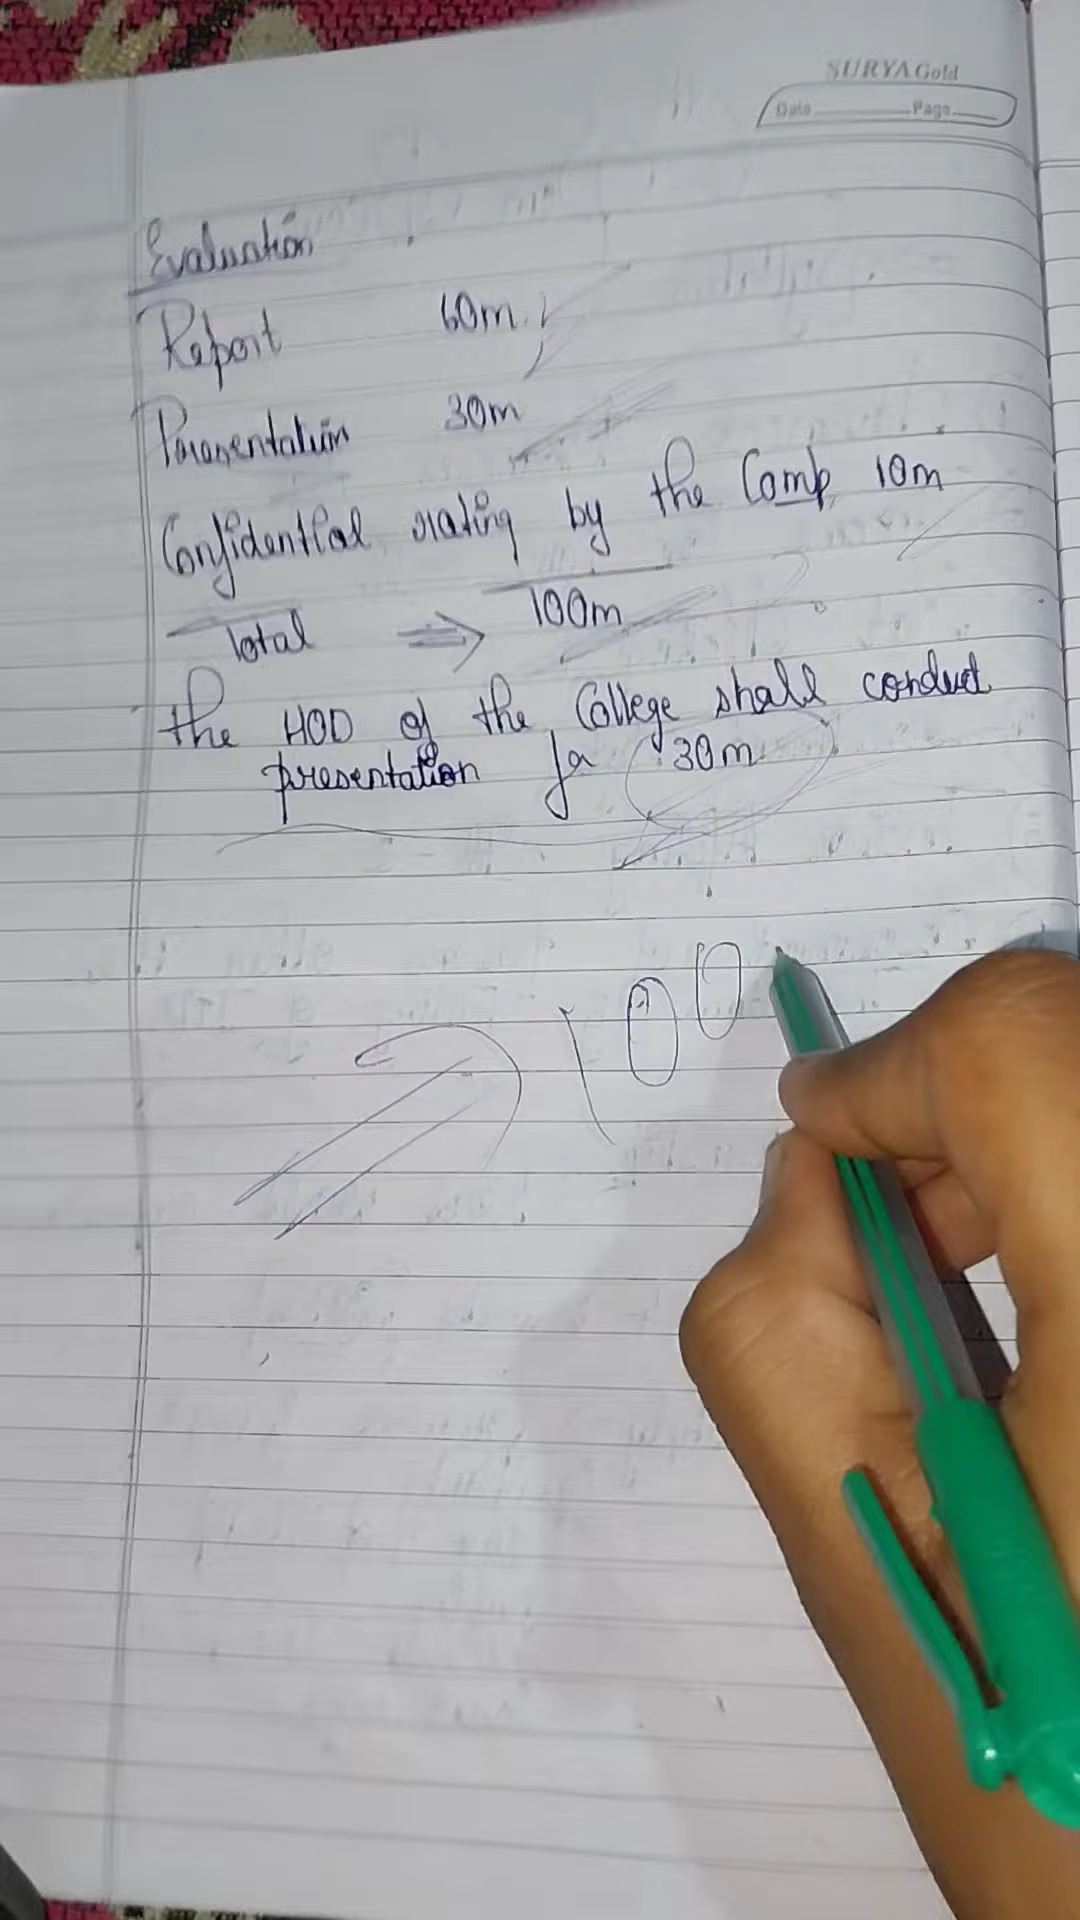 SURYA Gold
Date Page
Evaluation
Report 60m
Presentation 30m
Confidential rating by the Comp 10m
Total ⇒ 100m
the HOD of the College shall conduct
presentation for 30m
100